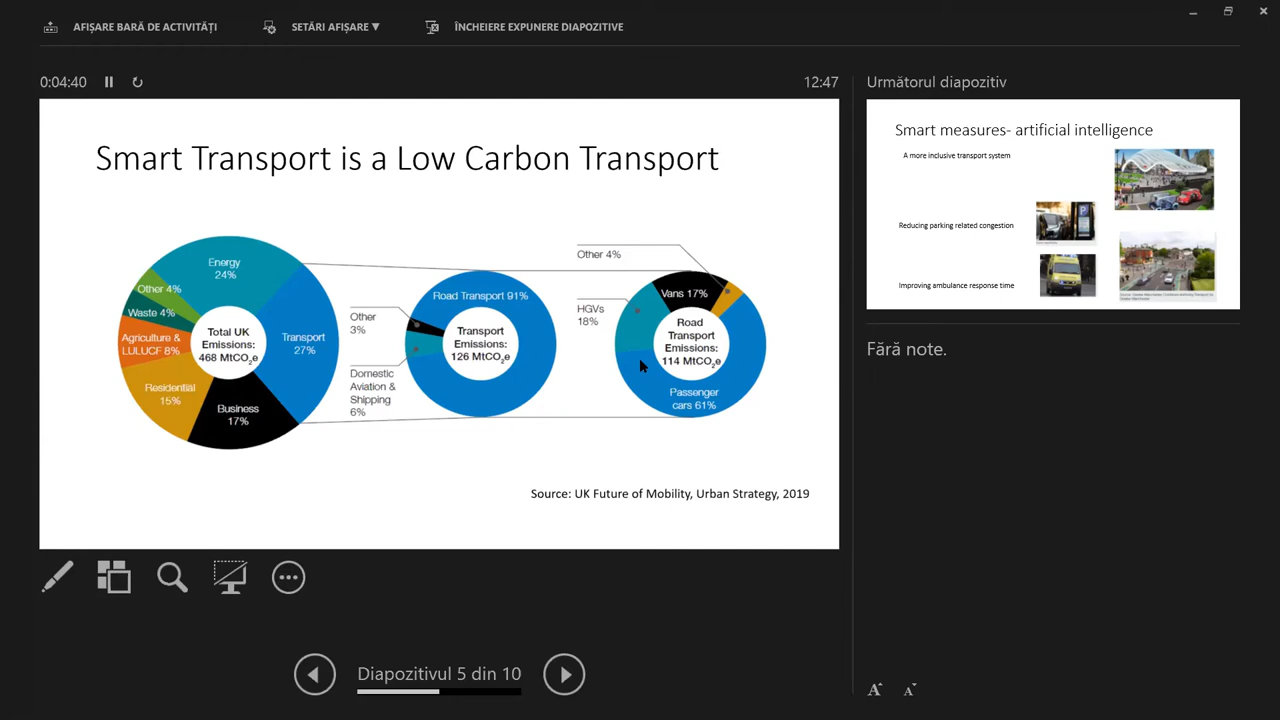 AFIȘARE BARĂ DE ACTIVITĂȚI
SETĂRI AFIȘARE ▼
ÎNCHEIERE EXPUNERE DIAPOZITIVE
0:04:40
12:47
Smart Transport is a Low Carbon Transport
Energy
24%
Other 4%
Waste 4%
Agriculture &
LULUCF 8%
Residential
15%
Business
17%
Transport
27%
Total UK
Emissions:
468 MtCO₂e
Road Transport 91%
Other
3%
Domestic
Aviation &
Shipping
6%
Transport
Emissions:
126 MtCO₂e
Other 4%
Vans 17%
HGVs
18%
Road
Transport
Emissions:
114 MtCO₂e
Passenger
cars 61%
Source: UK Future of Mobility, Urban Strategy, 2019
Diapozitivul 5 din 10
Următorul diapozitiv
Smart measures- artificial intelligence
A more inclusive transport system
Reducing parking related congestion
Improving ambulance response time
Fără note.
A
A